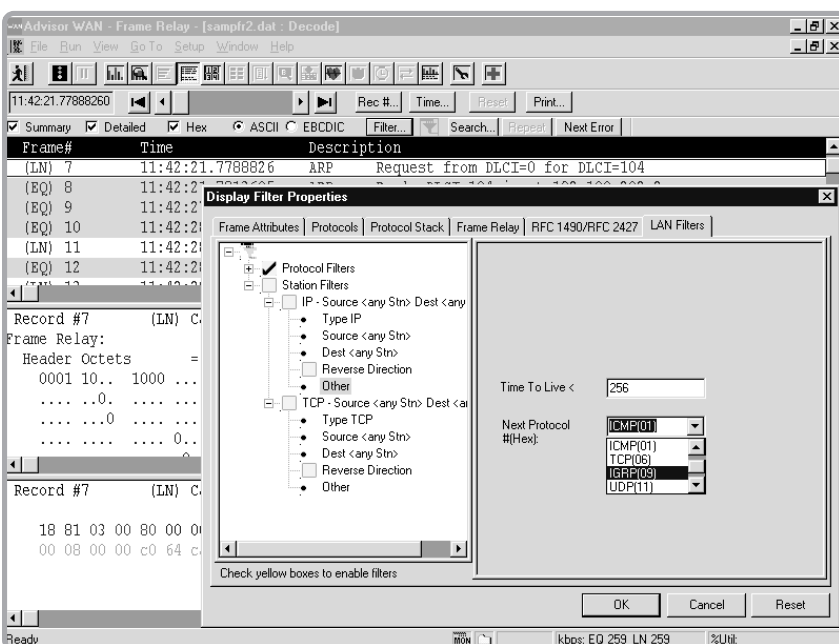 Advisor WAN - Frame Relay - [sampfr2.dat : Decode]
File Run View Go To Setup Window Help
11:42:21.77888260 Rec #... Time... Reset Print...
Summary Detailed Hex ASCII EBCDIC Filter... Search... Repeat Next Error
Frame# Time Description
(LN) 7 11:42:21.7788826 ARP Request from DLCI=0 for DLCI=104
(EQ) 8 11:42:21
(EQ) 9 11:42:2
(EQ) 10 11:42:28
(LN) 11 11:42:28
(EQ) 12 11:42:28
Record #7 (LN) C
Frame Relay:
Header Octets =
0001 10.. 1000 ...
.... ..0. .... ...
.... ...0 .... ...
.... .... .... 0..
Record #7 (LN) C
18 81 03 00 80 00 0
00 08 00 00 c0 64 c
Display Filter Properties
Frame Attributes Protocols Protocol Stack Frame Relay RFC 1490/RFC 2427 LAN Filters
Protocol Filters
Station Filters
IP - Source <any Stn> Dest <any
Type IP
Source <any Stn>
Dest <any Stn>
Reverse Direction
Other
TCP - Source <any Stn> Dest <a
Type TCP
Source <any Stn>
Dest <any Stn>
Reverse Direction
Other
Check yellow boxes to enable filters
Time To Live < 256
Next Protocol #(Hex): ICMP(01)
ICMP(01)
TCP(06)
IGRP(09)
UDP(11)
OK Cancel Reset
Ready MON kbps: EQ 259 LN 259 %Util: